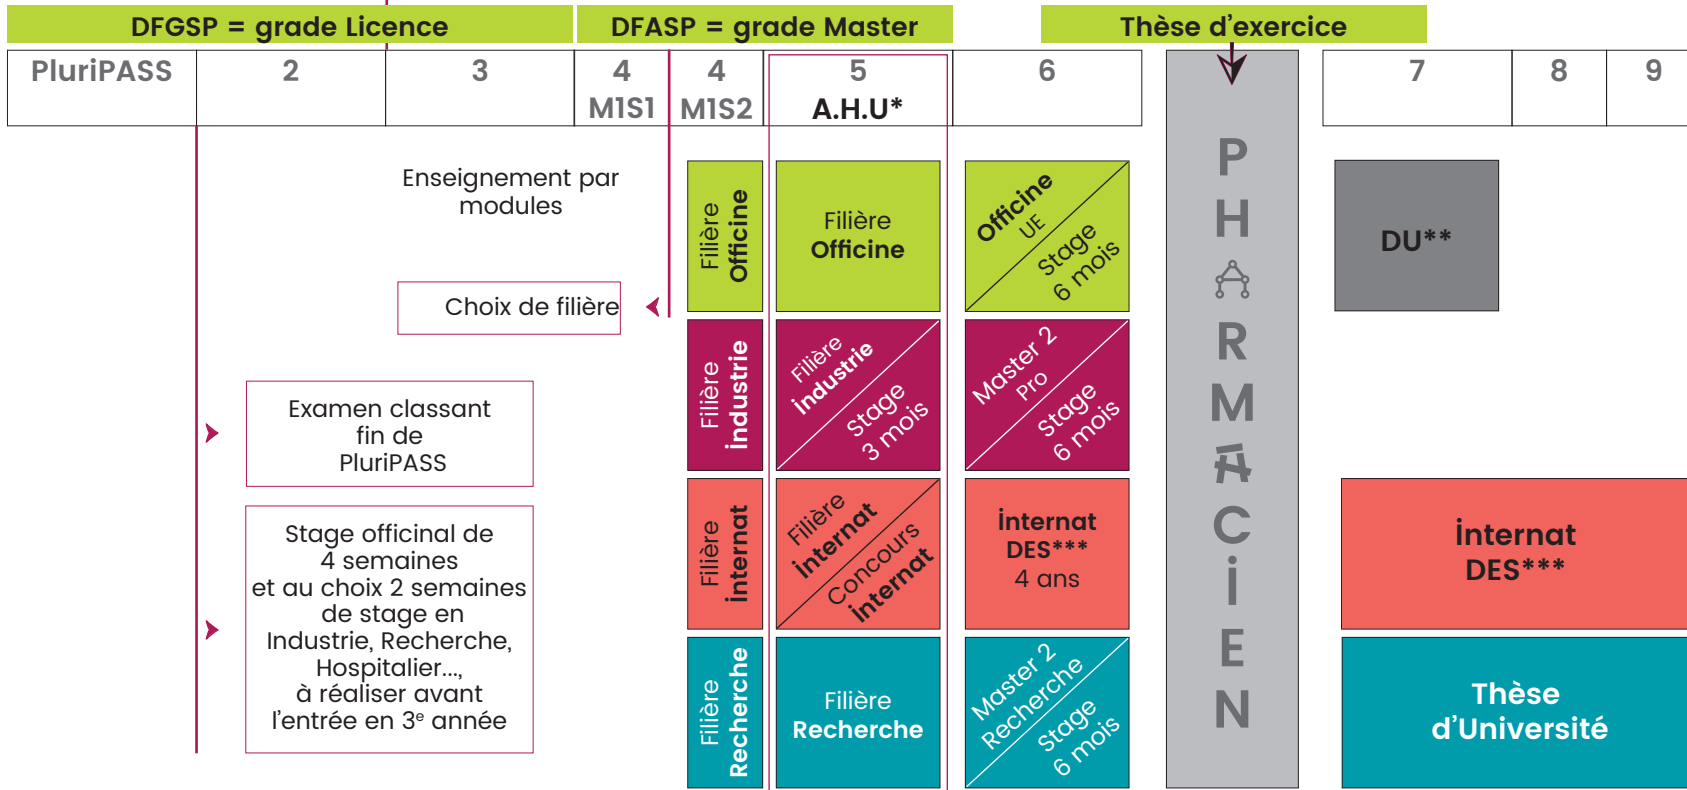 DFGSP = grade Licence
DFASP = grade Master
Thèse d'exercice
PluriPASS
2
3
4
M1S1
4
M1S2
5
A.H.U*
6
7
8
9
Enseignement par
modules
Choix de filière
Examen classant
fin de
PluriPASS
Stage officinal de
4 semaines
et au choix 2 semaines
de stage en
Industrie, Recherche,
Hospitalier...,
à réaliser avant
l'entrée en 3e année
Filière
Officine
Filière
Officine
Officine
UE
Stage
6 mois
DU**
Filière
industrie
Filière
industrie
Stage
3 mois
Master 2
Pro
Stage
6 mois
Filière
internat
Filière
internat
Concours
internat
internat
DES***
4 ans
internat
DES***
Filière
Recherche
Filière
Recherche
Master 2
Recherche
Stage
6 mois
Thèse
d'Université
PHARMACiEN